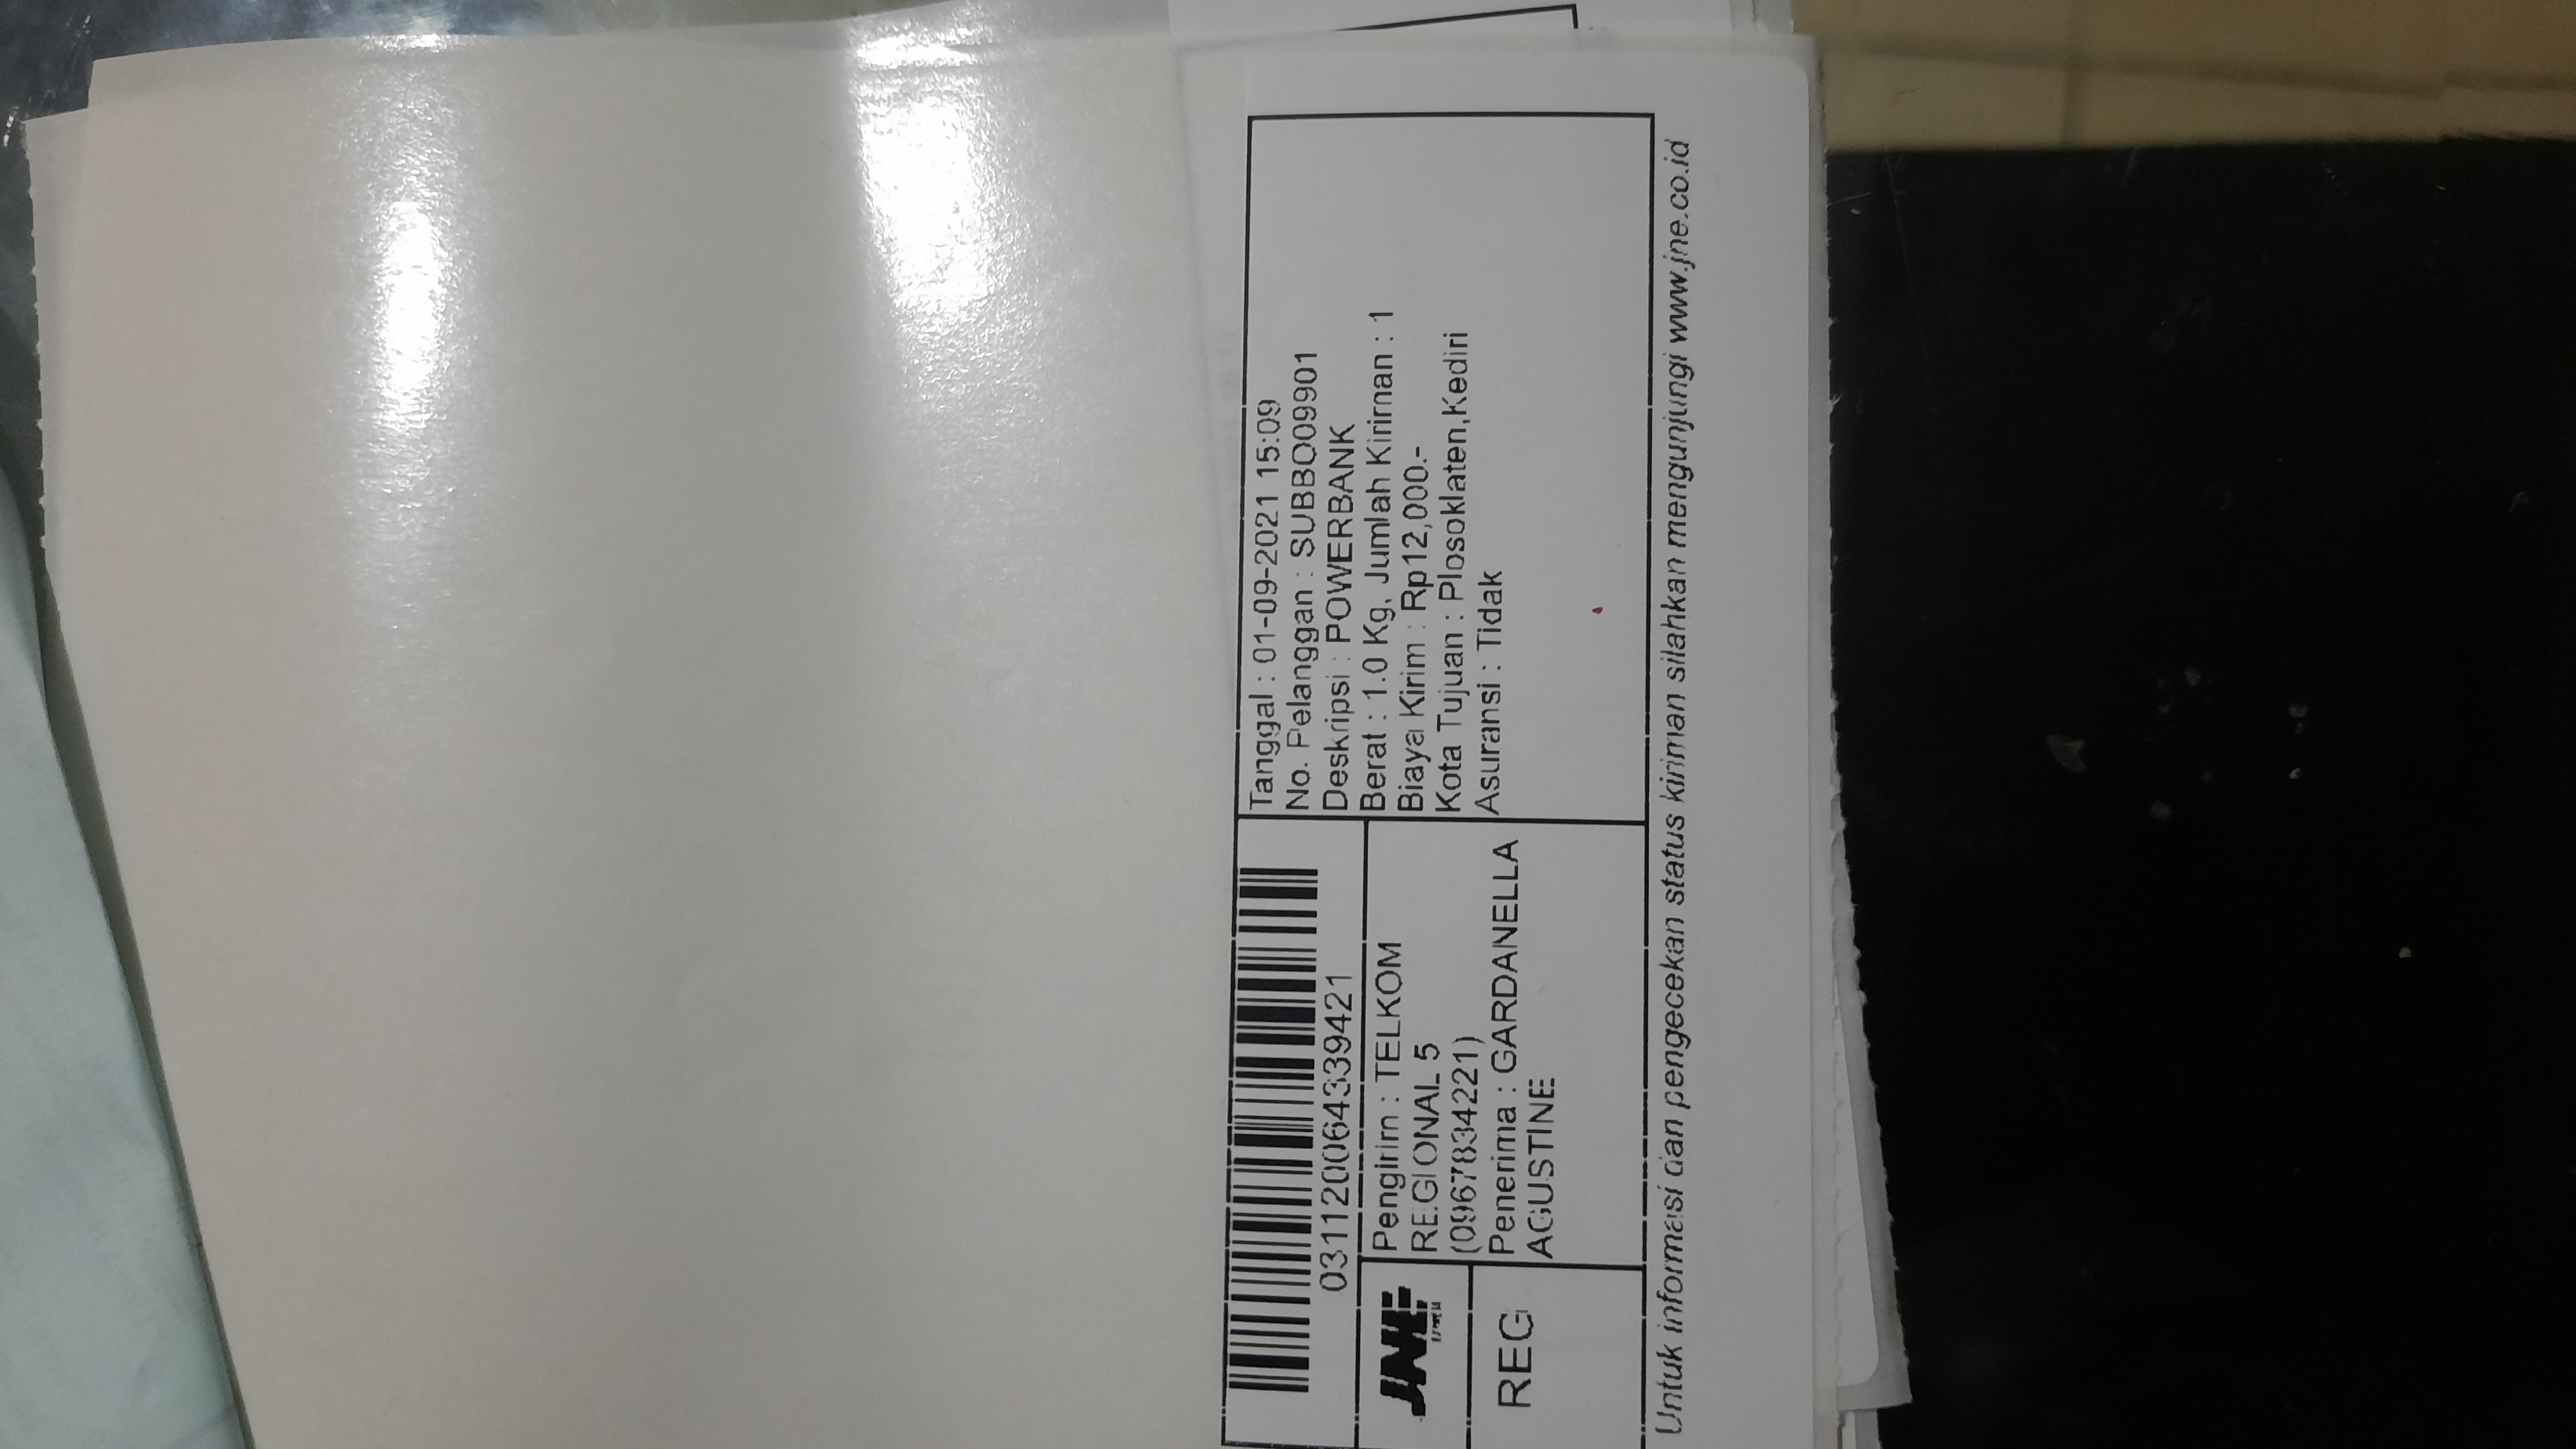 031120064339421
JNE
REG
Pengirim : TELKOM
REGIONAL 5
(0967834221)
Penerima : GARDANELLA
AGUSTINE
Tanggal : 01-09-2021 15:09
No. Pelanggan : SUBBO09901
Deskripsi : POWERBANK
Berat : 1.0 Kg, Jumlah Kiriman : 1
Biaya Kirim : Rp12,000.-
Kota Tujuan : Plosoklaten,Kediri
Asuransi : Tidak
Untuk informasi dan pengecekan status kiriman silahkan mengunjungi www.jne.co.id